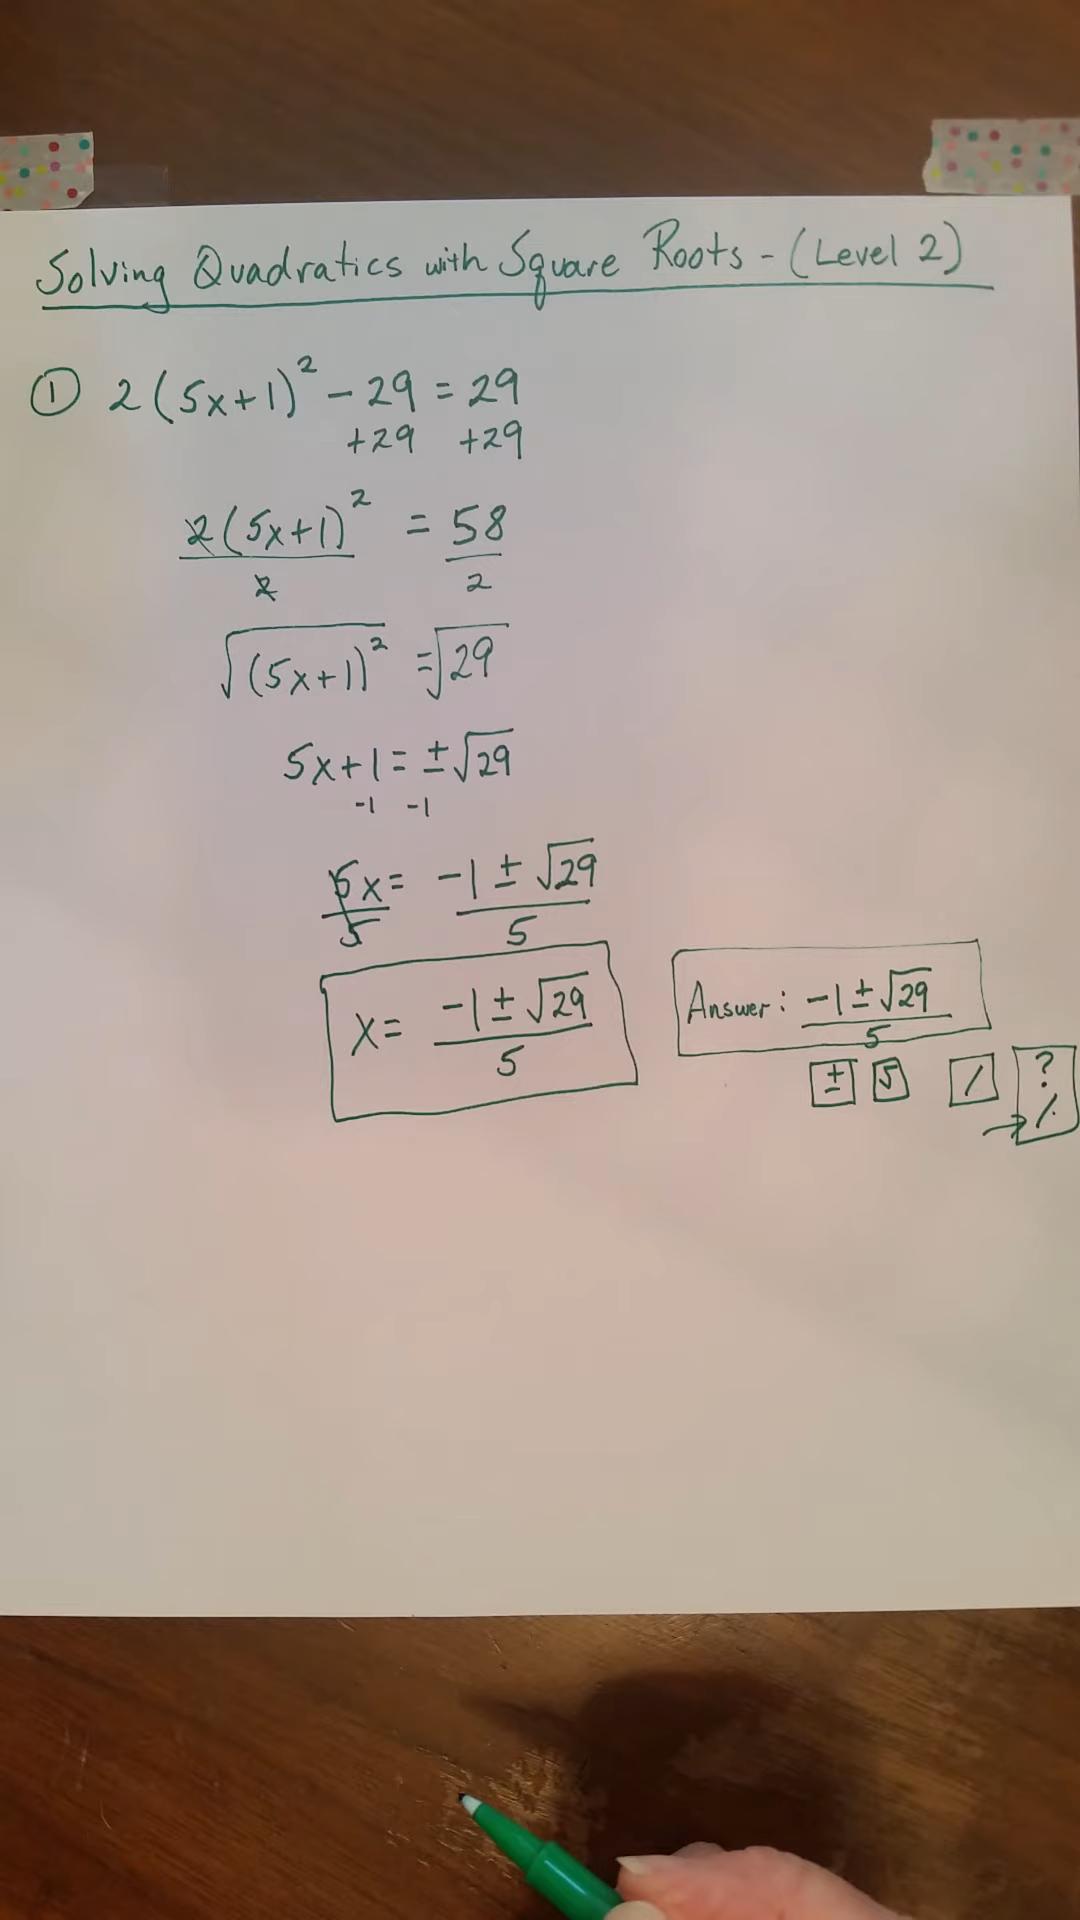 Solving Quadratics with Square Roots - (Level 2)
① 2(5x+1)² - 29 = 29
+29 +29
2(5x+1)² = 58
2 2
√(5x+1)² = √29
5x+1 = ±√29
-1 -1
5x = -1 ± √29
5 5
x = -1 ± √29
5
Answer: -1 ± √29
5
± √ / ?
→ /.